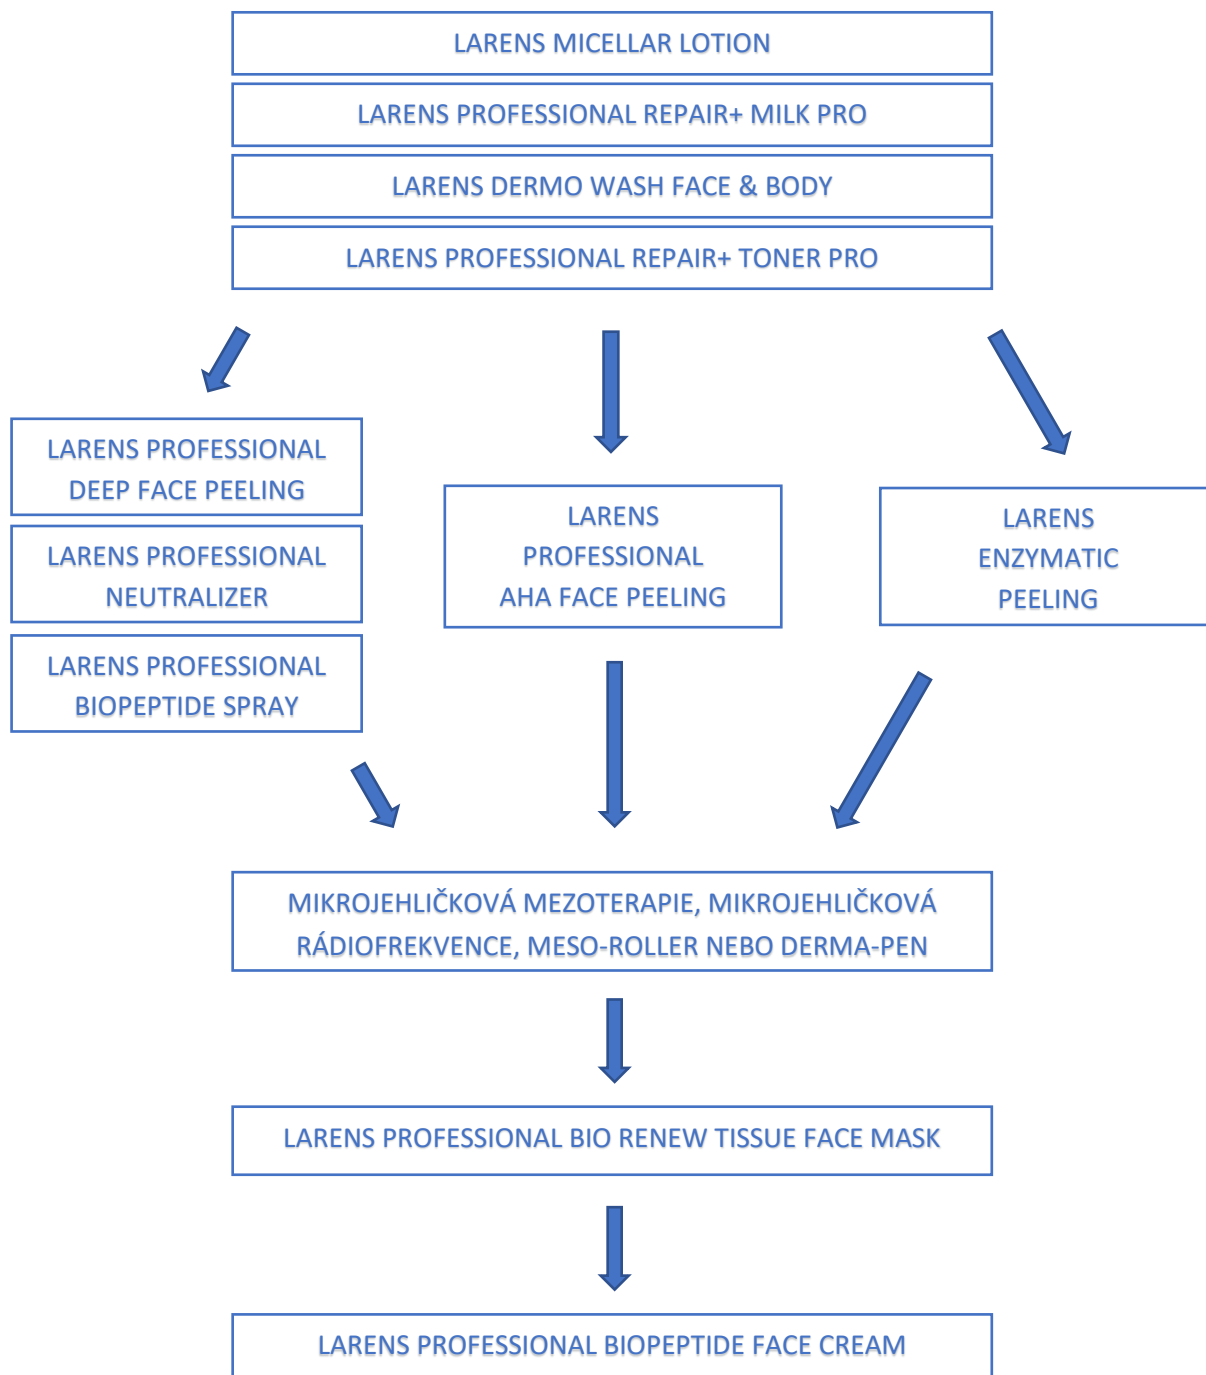 LARENS MICELLAR LOTION
LARENS PROFESSIONAL REPAIR+ MILK PRO
LARENS DERMO WASH FACE & BODY
LARENS PROFESSIONAL REPAIR+ TONER PRO
LARENS PROFESSIONAL
DEEP FACE PEELING
LARENS PROFESSIONAL
NEUTRALIZER
LARENS PROFESSIONAL
BIOPEPTIDE SPRAY
LARENS
PROFESSIONAL
AHA FACE PEELING
LARENS
ENZYMATIC
PEELING
MIKROJEHLIČKOVÁ MEZOTERAPIE, MIKROJEHLIČKOVÁ
RÁDIOFREKVENCE, MESO-ROLLER NEBO DERMA-PEN
LARENS PROFESSIONAL BIO RENEW TISSUE FACE MASK
LARENS PROFESSIONAL BIOPEPTIDE FACE CREAM